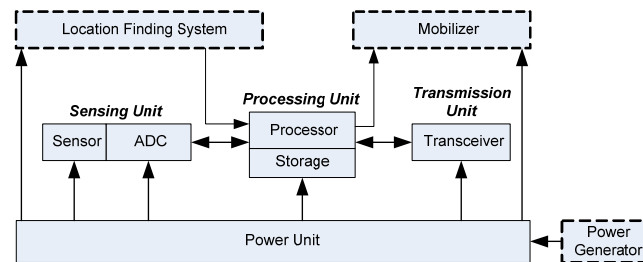 Location Finding System
Mobilizer
Sensing Unit
Processing Unit
Transmission
Unit
Sensor
ADC
Processor
Storage
Transceiver
Power Unit
Power
Generator